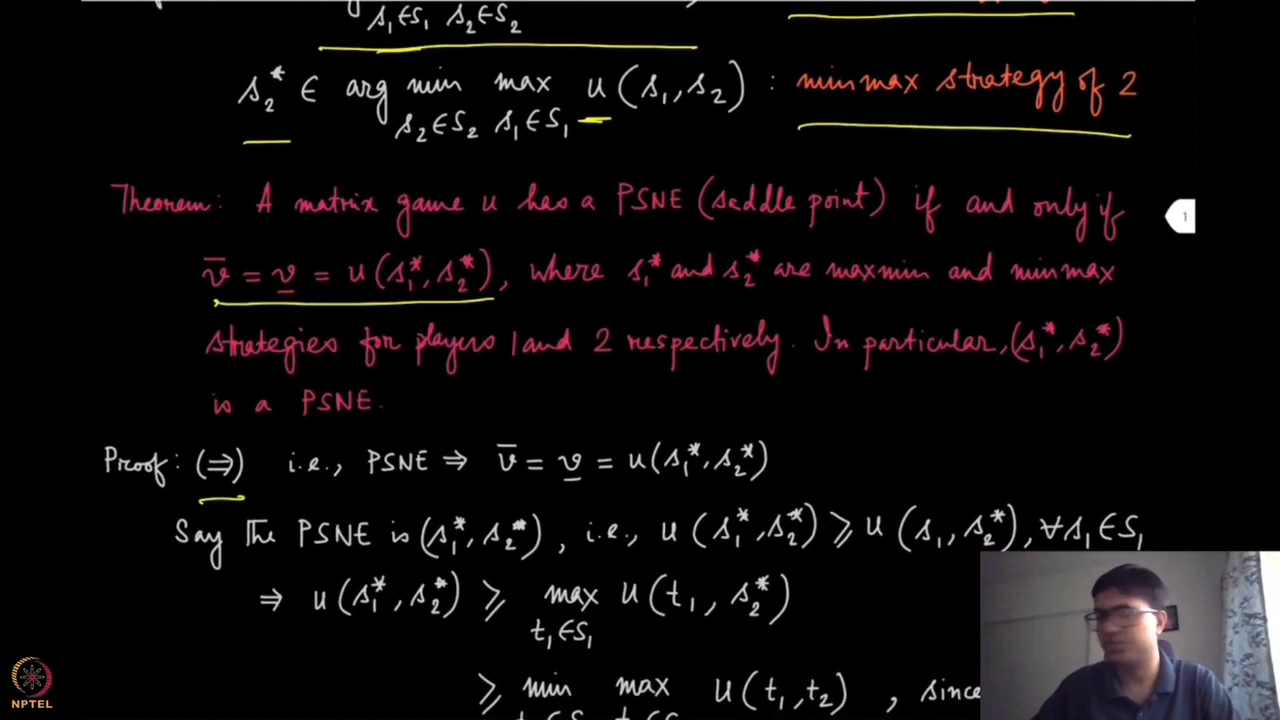 s₁∈S₁ s₂∈S₂
s₂* ∈ arg min max u(s₁,s₂) : minmax strategy of 2
s₂∈S₂ s₁∈S₁
Theorem: A matrix game u has a PSNE (saddle point) if and only if
v̅ = v̲ = u(s₁*, s₂*), where s₁* and s₂* are maxmin and minmax
strategies for players 1 and 2 respectively. In particular, (s₁*, s₂*)
is a PSNE.
1
Proof: (⇒) i.e., PSNE ⇒ v̅ = v̲ = u(s₁*, s₂*)
Say the PSNE is (s₁*, s₂*), i.e., u(s₁*, s₂*) ⩾ u(s₁, s₂*), ∀s₁∈S₁
⇒ u(s₁*, s₂*) ⩾ max u(t₁, s₂*)
t₁∈S₁
⩾ min max u(t₁, t₂), since
NPTEL